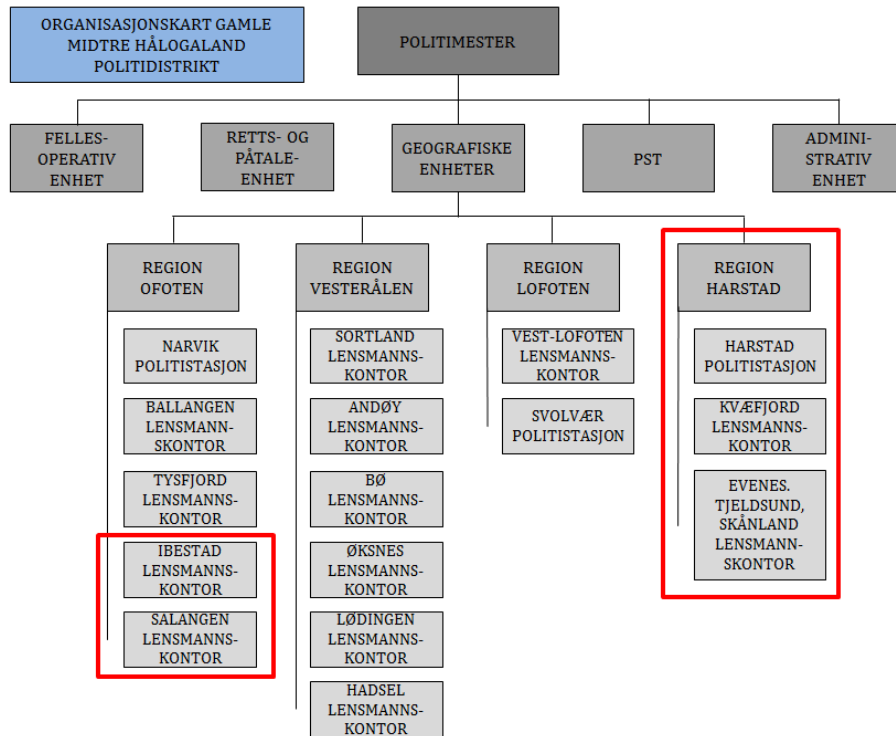 ORGANISASJONSKART GAMLE
MIDTRE HÅLOGALAND
POLITIDISTRIKT
POLITIMESTER
FELLES-
OPERATIV
ENHET
RETTS- OG
PÅTALE-
ENHET
GEOGRAFISKE
ENHETER
PST
ADMINI-
STRATIV
ENHET
REGION
OFOTEN
NARVIK
POLITISTASJON
BALLANGEN
LENSMANN-
SKONTOR
TYSFJORD
LENSMANNS-
KONTOR
IBESTAD
LENSMANNS-
KONTOR
SALANGEN
LENSMANNS-
KONTOR
REGION
VESTERÅLEN
SORTLAND
LENSMANNS-
KONTOR
ANDØY
LENSMANNS-
KONTOR
BØ
LENSMANNS-
KONTOR
ØKSNES
LENSMANNS-
KONTOR
LØDINGEN
LENSMANNS-
KONTOR
HADSEL
LENSMANNS-
KONTOR
REGION
LOFOTEN
VEST-LOFOTEN
LENSMANNS-
KONTOR
SVOLVÆR
POLITISTASJON
REGION
HARSTAD
HARSTAD
POLITISTASJON
KVÆFJORD
LENSMANNS-
KONTOR
EVENES.
TJELDSUND,
SKÅNLAND
LENSMANN-
SKONTOR